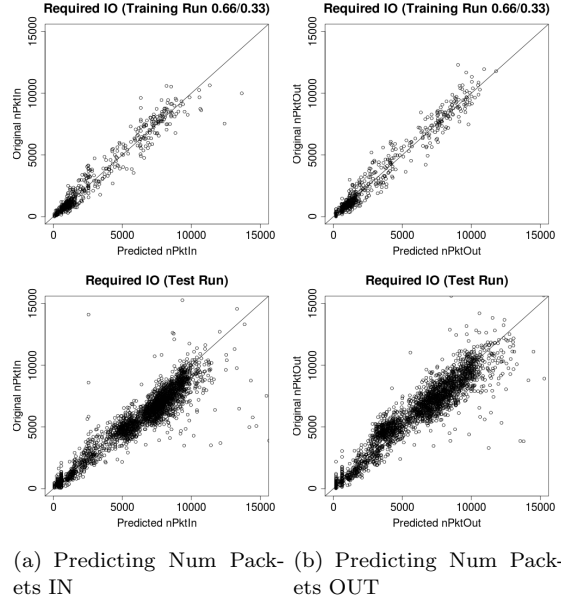 Required IO (Training Run 0.66/0.33)
Original nPktIn
15000
10000
5000
0
0 5000 10000 15000
Predicted nPktIn
Required IO (Training Run 0.66/0.33)
Original nPktOut
15000
10000
5000
0
0 5000 10000 15000
Predicted nPktOut
Required IO (Test Run)
Original nPktIn
15000
10000
5000
0
0 5000 10000 15000
Predicted nPktIn
Required IO (Test Run)
Original nPktOut
15000
10000
5000
0
0 5000 10000 15000
Predicted nPktOut
(a) Predicting Num Pack-
ets IN
(b) Predicting Num Pack-
ets OUT